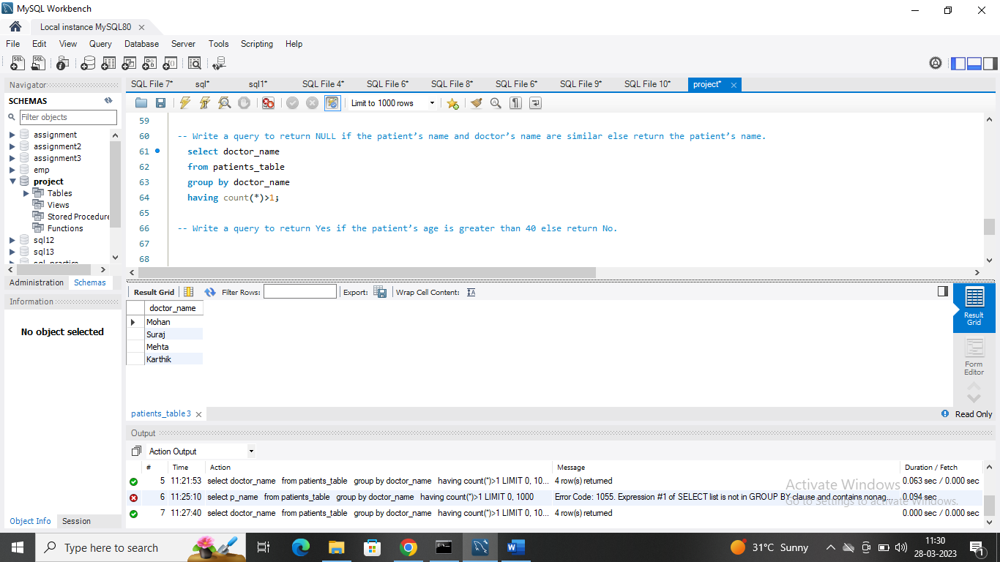 MySQL Workbench
Local instance MySQL80
File Edit View Query Database Server Tools Scripting Help
Navigator
SCHEMAS
Filter objects
assignment
assignment2
assignment3
emp
project
Tables
Views
Stored Procedure
Functions
sql12
sql13
sql_practice
Administration Schemas
Information
No object selected
Object Info Session
SQL File 7* sql* sql1* SQL File 4* SQL File 6* SQL File 8* SQL File 6* SQL File 9* SQL File 10* project*
Limit to 1000 rows
59
60 -- Write a query to return NULL if the patient’s name and doctor’s name are similar else return the patient’s name.
61 select doctor_name
62 from patients_table
63 group by doctor_name
64 having count(*)>1;
65
66 -- Write a query to return Yes if the patient’s age is greater than 40 else return No.
67
68
Result Grid Filter Rows: Export: Wrap Cell Content:
doctor_name
Mohan
Suraj
Mehta
Karthik
Result Grid
Form Editor
patients_table 3
Read Only
Output
Action Output
# Time Action Message Duration / Fetch
5 11:21:53 select doctor_name from patients_table group by doctor_name having count(*)>1 LIMIT 0, 10... 4 row(s) returned 0.063 sec / 0.000 sec
6 11:25:10 select p_name from patients_table group by doctor_name having count(*)>1 LIMIT 0, 1000 Error Code: 1055. Expression #1 of SELECT list is not in GROUP BY clause and contains nonag... 0.094 sec
7 11:27:40 select doctor_name from patients_table group by doctor_name having count(*)>1 LIMIT 0, 10... 4 row(s) returned 0.000 sec / 0.000 sec
Activate Windows
Go to Settings to activate Windows.
Type here to search
31°C Sunny
11:30
28-03-2023
1